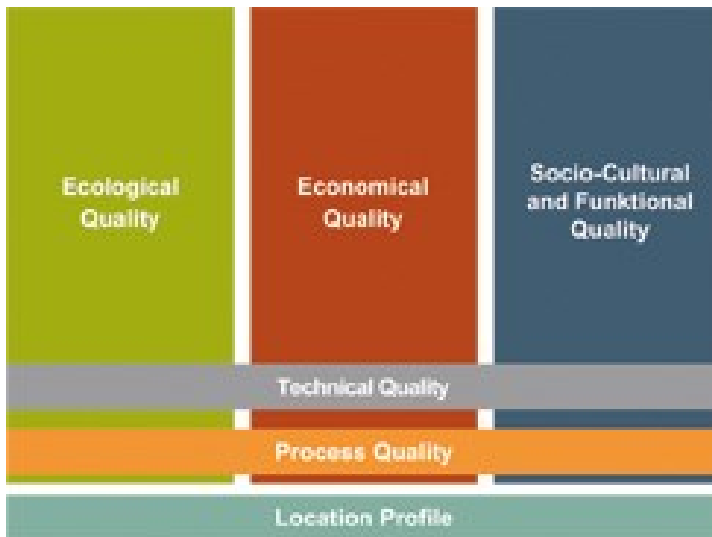 Ecological
Quality
Economical
Quality
Socio-Cultural
and Funktional
Quality
Technical Quality
Process Quality
Location Profile